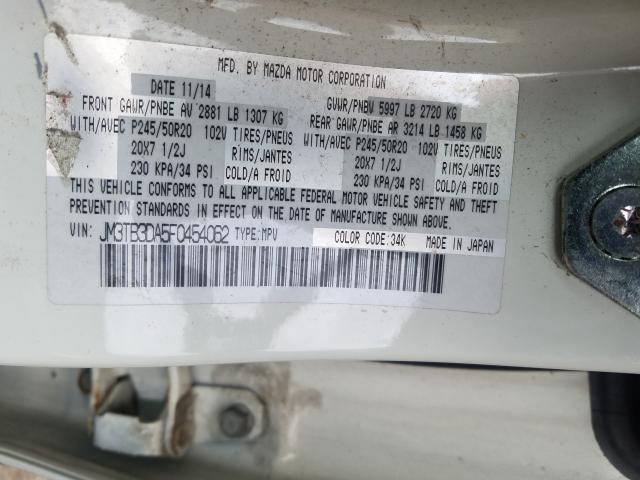 MFD. BY MAZDA MOTOR CORPORATION
DATE 11/14 GVWR/PNBV 5997 LB 2720 KG
FRONT GAWR/PNBE AV 2881 LB 1307 KG REAR GAWR/PNBE AR 3214 LB 1458 KG
WITH/AVEC P245/50R20 102V TIRES/PNEUS WITH/AVEC P245/50R20 102V TIRES/PNEUS
20X7 1/2J RIMS/JANTES 20X7 1/2J RIMS/JANTES
230 KPA/34 PSI COLD/A FROID 230 KPA/34 PSI COLD/A FROID
THIS VEHICLE CONFORMS TO ALL APPLICABLE FEDERAL MOTOR VEHICLE SAFETY AND THEFT
PREVENTION STANDARDS IN EFFECT ON THE DATE OF MANUFACTURE SHOWN ABOVE.
VIN: JM3TB3DA5F0454062 TYPE:MPV COLOR CODE:34K MADE IN JAPAN